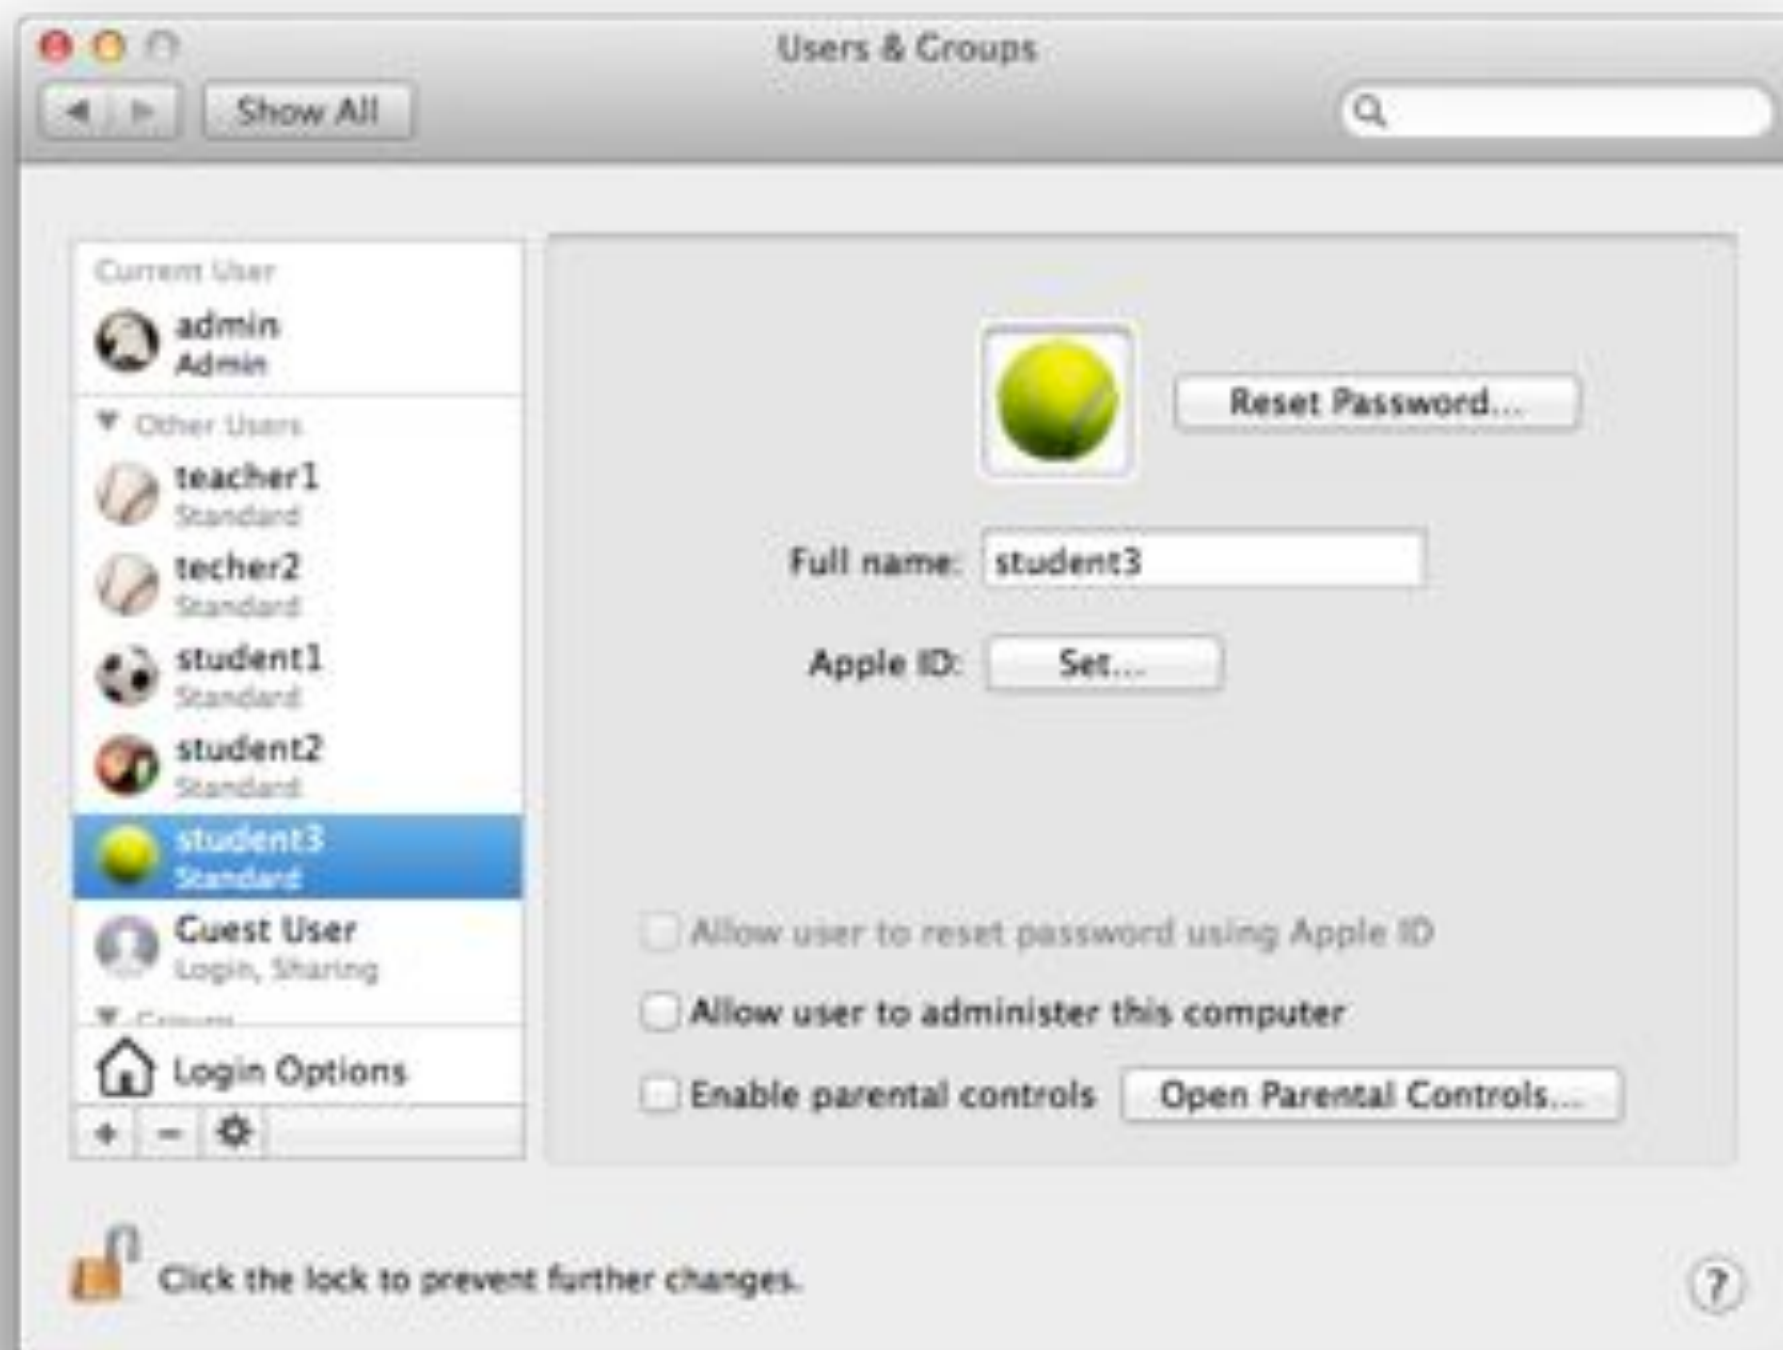 Users & Groups
Show All
Current User
admin
Admin
Other Users
teacher1
Standard
techer2
Standard
student1
Standard
student2
Standard
student3
Standard
Guest User
Login, Sharing
Groups
Login Options
Reset Password...
Full name: student3
Apple ID: Set...
Allow user to reset password using Apple ID
Allow user to administer this computer
Enable parental controls Open Parental Controls...
Click the lock to prevent further changes.
?